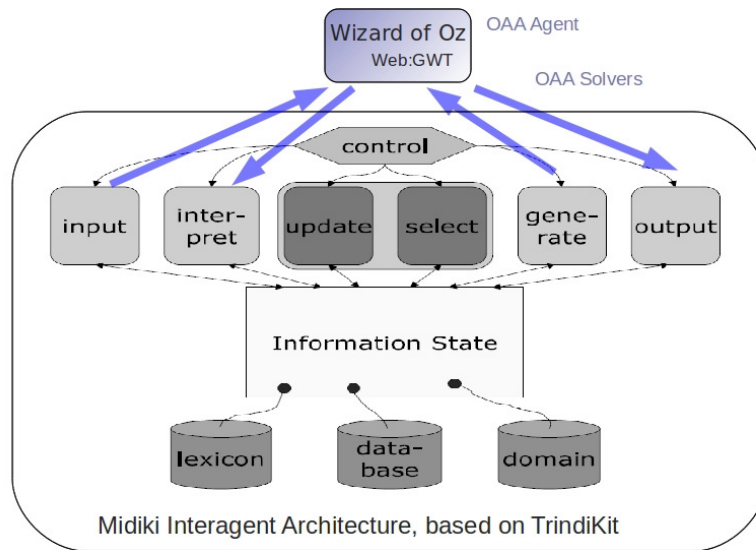 Wizard of Oz
Web:GWT
OAA Agent
OAA Solvers
control
input
inter-
pret
update
select
gene-
rate
output
Information State
lexicon
data-
base
domain
Midiki Interagent Architecture, based on TrindiKit